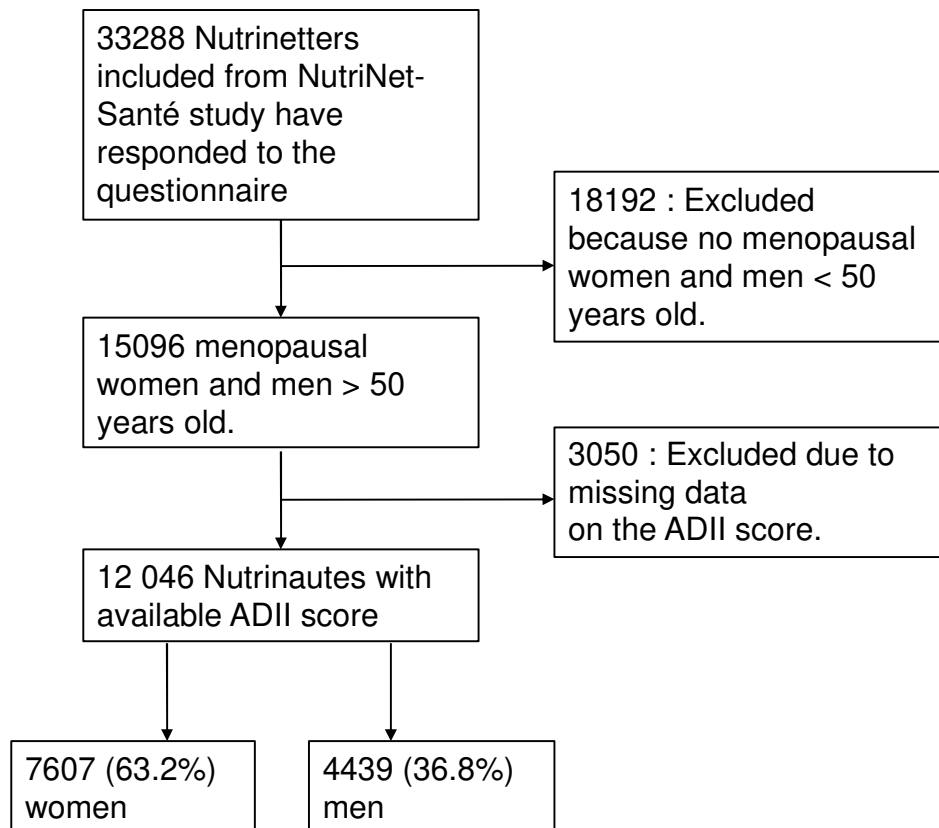 33288 Nutrinetters
included from NutriNet-
Santé study have
responded to the
questionnaire
18192 : Excluded
because no menopausal
women and men < 50
years old.
15096 menopausal
women and men > 50
years old.
3050 : Excluded due to
missing data
on the ADII score.
12 046 Nutrinautes with
available ADII score
7607 (63.2%)
women
4439 (36.8%)
men